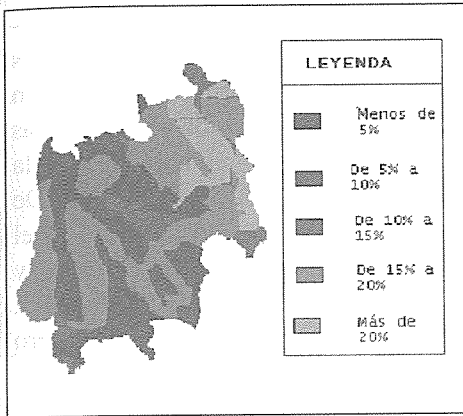 LEYENDA
Menos de
5%
De 5% a
10%
De 10% a
15%
De 15% a
20%
Más de
20%